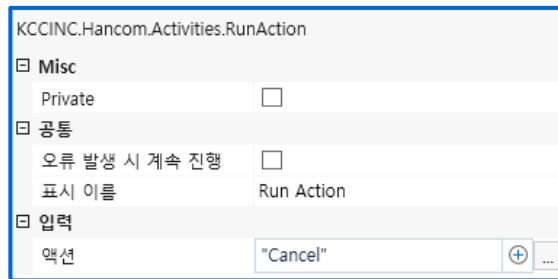 KCCINC.Hancom.Activities.RunAction
Misc
Private
공통
오류 발생 시 계속 진행
표시 이름 Run Action
입력
액션 "Cancel" ...